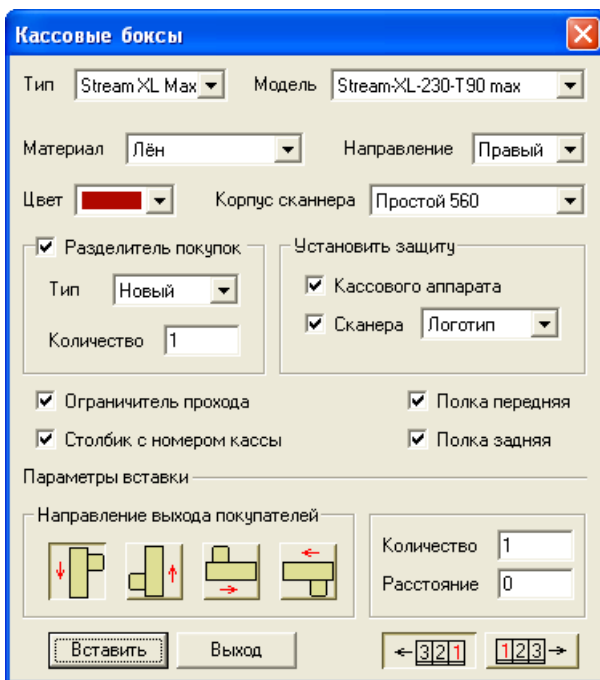 Кассовые боксы
Тип Stream XL Max Модель Stream-XL-230-T90 max
Материал Лён Направление Правый
Цвет Корпус сканнера Простой 560
Разделитель покупок Установить защиту
Тип Новый Кассового аппарата
Сканера Логотип
Количество 1
Ограничитель прохода Полка передняя
Столбик с номером кассы Полка задняя
Параметры вставки
Направление выхода покупателей
Количество 1
Расстояние 0
Вставить Выход 321 123